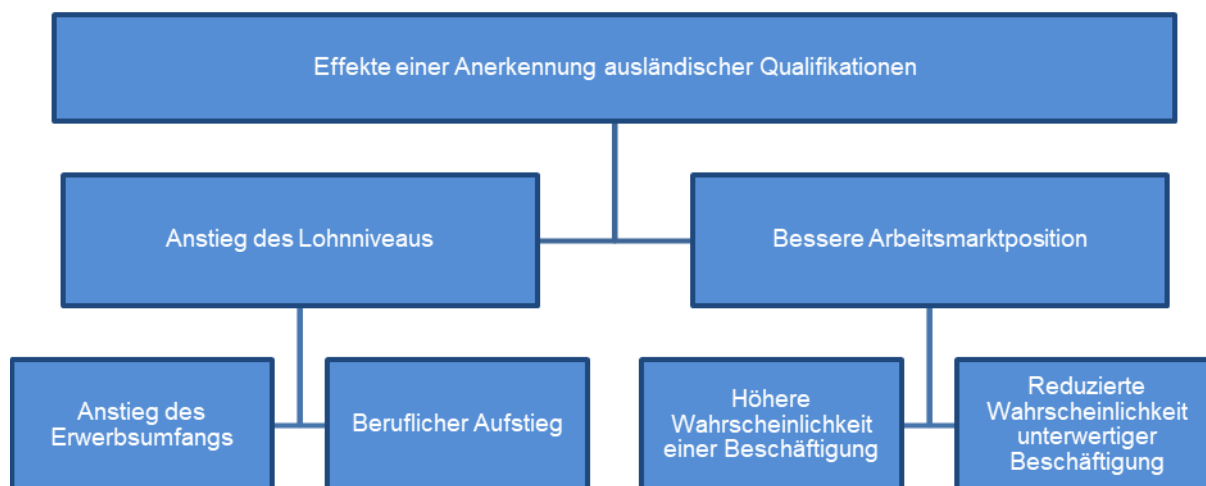 Effekte einer Anerkennung ausländischer Qualifikationen
Anstieg des Lohnniveaus
Bessere Arbeitsmarktposition
Anstieg des
Erwerbsumfangs
Beruflicher Aufstieg
Höhere
Wahrscheinlichkeit
einer Beschäftigung
Reduzierte
Wahrscheinlichkeit
unterwertiger
Beschäftigung